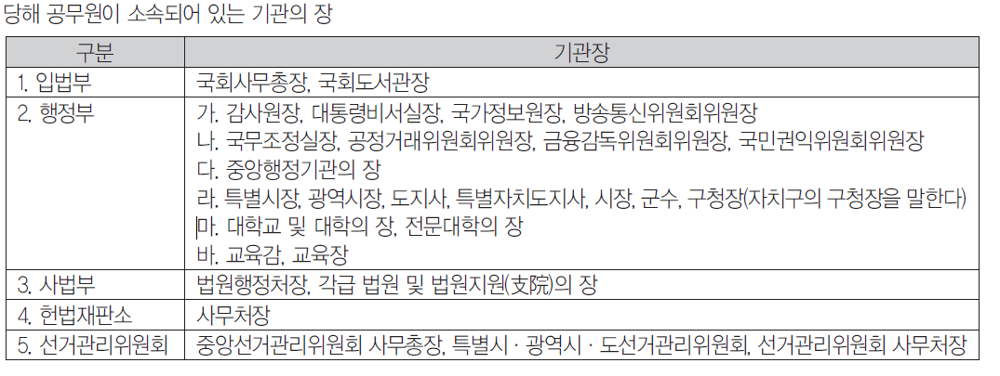 당해 공무원이 소속되어 있는 기관의 장
구분 기관장
1. 입법부 국회사무총장, 국회도서관장
2. 행정부 가. 감사원장, 대통령비서실장, 국가정보원장, 방송통신위원회위원장
나. 국무조정실장, 공정거래위원회위원장, 금융감독위원회위원장, 국민권익위원회위원장
다. 중앙행정기관의 장
라. 특별시장, 광역시장, 도지사, 특별자치도지사, 시장, 군수, 구청장(자치구의 구청장을 말한다)
마. 대학교 및 대학의 장, 전문대학의 장
바. 교육감, 교육장
3. 사법부 법원행정처장, 각급 법원 및 법원지원(支院)의 장
4. 헌법재판소 사무처장
5. 선거관리위원회 중앙선거관리위원회 사무총장, 특별시 · 광역시 · 도선거관리위원회, 선거관리위원회 사무처장